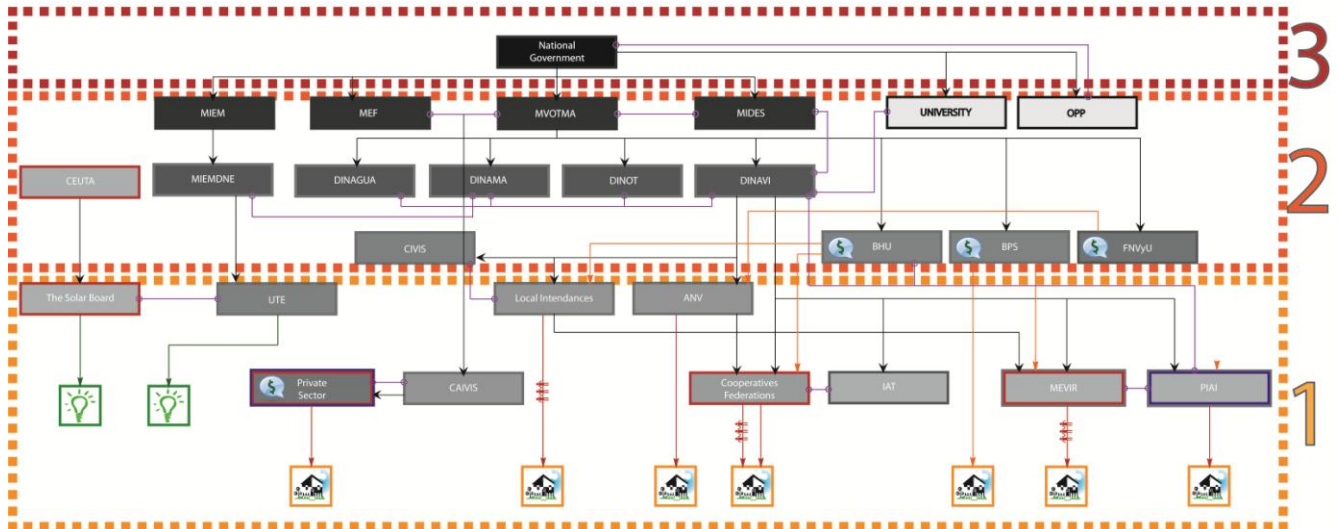 National
Government
3
MIEM
MEF
MVOTMA
MIDES
UNIVERSITY
OPP
CEUTA
MIEMDNE
DINAGUA
DINAMA
DINOT
DINAVI
2
CIVIS
$
BHU
$
BPS
$
FNVyU
The Solar Board
UTE
Local Intendances
ANV
$
Private
Sector
CAIVIS
Cooperatives
Federations
IAT
MEVIR
PIAI
1